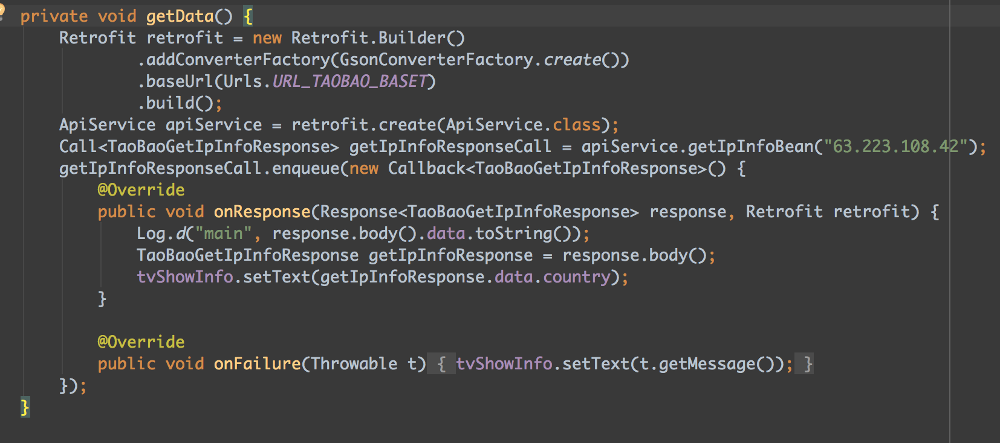 private void getData() {
Retrofit retrofit = new Retrofit.Builder()
.addConverterFactory(GsonConverterFactory.create())
.baseUrl(Urls.URL_TAOBAO_BASET)
.build();
ApiService apiService = retrofit.create(ApiService.class);
Call<TaoBaoGetIpInfoResponse> getIpInfoResponseCall = apiService.getIpInfoBean("63.223.108.42");
getIpInfoResponseCall.enqueue(new Callback<TaoBaoGetIpInfoResponse>() {
@Override
public void onResponse(Response<TaoBaoGetIpInfoResponse> response, Retrofit retrofit) {
Log.d("main", response.body().data.toString());
TaoBaoGetIpInfoResponse getIpInfoResponse = response.body();
tvShowInfo.setText(getIpInfoResponse.data.country);
}
@Override
public void onFailure(Throwable t) { tvShowInfo.setText(t.getMessage()); }
});
}